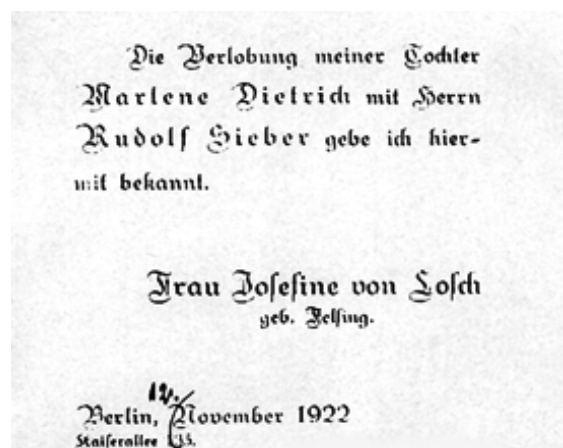 Die Verlobung meiner Tochter
Marlene Dietrich mit Herrn
Rudolf Sieber gebe ich hier-
mit bekannt.
Frau Josefine von Losch
geb. Felsing.
12.
Berlin, November 1922
Kaiserallee